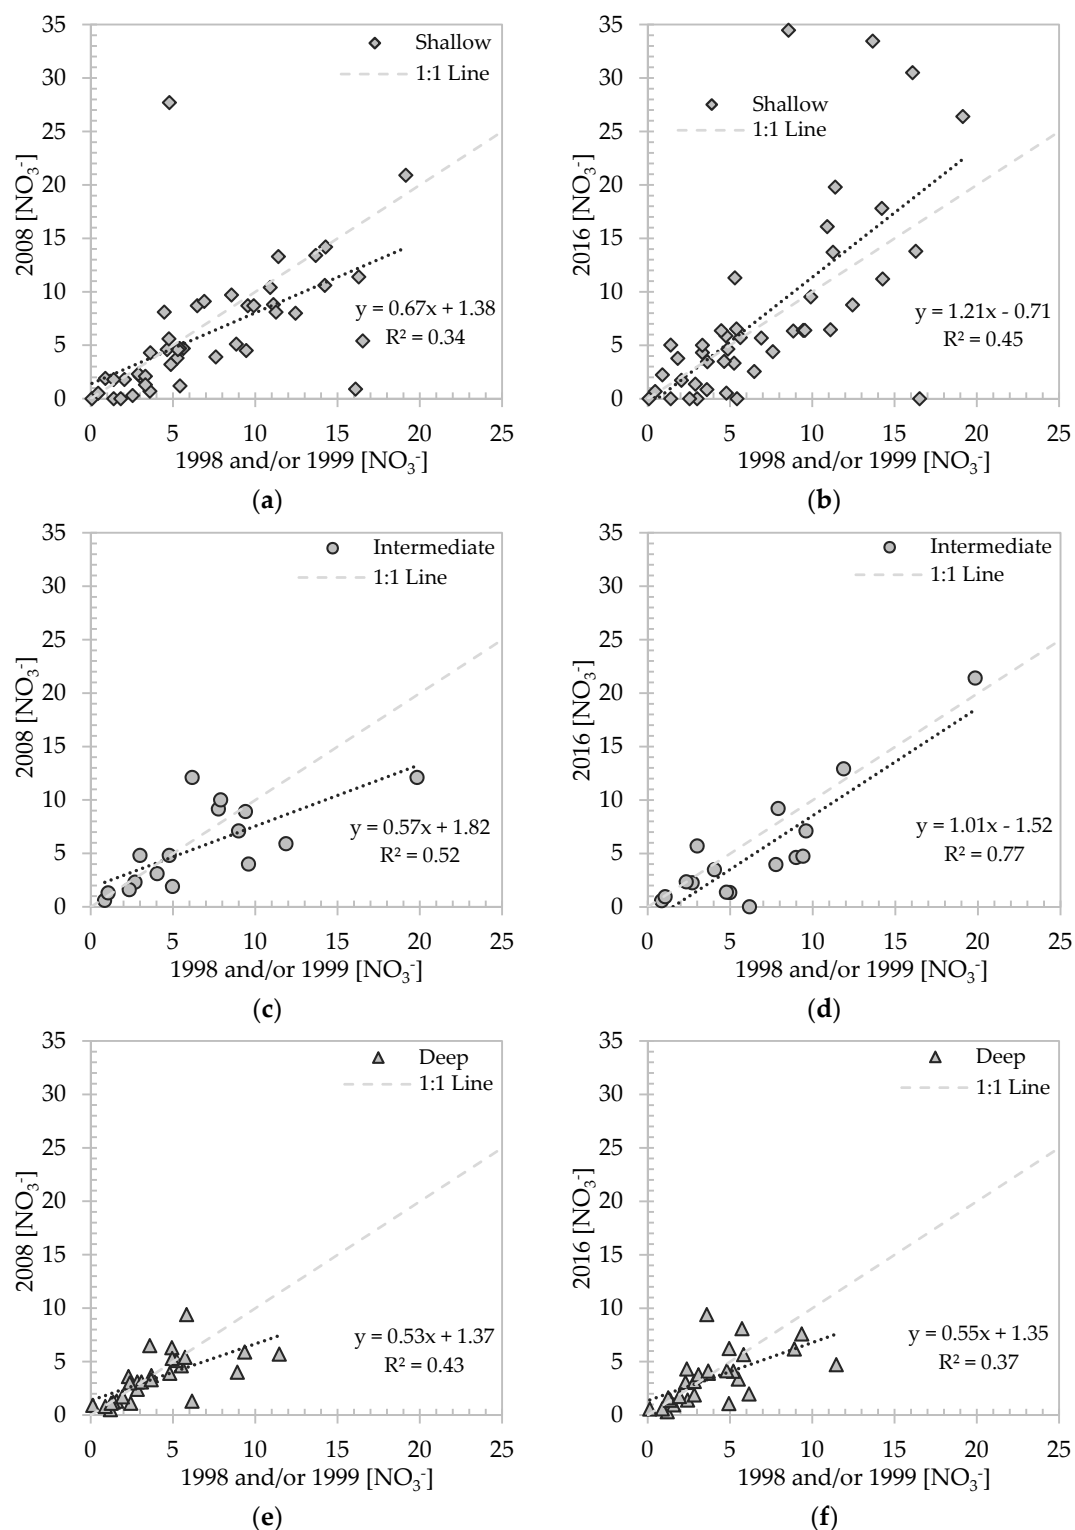 35
30
25
20
15
10
5
0
2008 [NO₃⁻]
Shallow
1:1 Line
y = 0.67x + 1.38
R² = 0.34
0 5 10 15 20 25
1998 and/or 1999 [NO₃⁻]
(a)
35
30
25
20
15
10
5
0
2016 [NO₃⁻]
Shallow
1:1 Line
y = 1.21x - 0.71
R² = 0.45
0 5 10 15 20 25
1998 and/or 1999 [NO₃⁻]
(b)
35
30
25
20
15
10
5
0
2008 [NO₃⁻]
Intermediate
1:1 Line
y = 0.57x + 1.82
R² = 0.52
0 5 10 15 20 25
1998 and/or 1999 [NO₃⁻]
(c)
35
30
25
20
15
10
5
0
2016 [NO₃⁻]
Intermediate
1:1 Line
y = 1.01x - 1.52
R² = 0.77
0 5 10 15 20 25
1998 and/or 1999 [NO₃⁻]
(d)
35
30
25
20
15
10
5
0
2008 [NO₃⁻]
Deep
1:1 Line
y = 0.53x + 1.37
R² = 0.43
0 5 10 15 20 25
1998 and/or 1999 [NO₃⁻]
(e)
35
30
25
20
15
10
5
0
2016 [NO₃⁻]
Deep
1:1 Line
y = 0.55x + 1.35
R² = 0.37
0 5 10 15 20 25
1998 and/or 1999 [NO₃⁻]
(f)